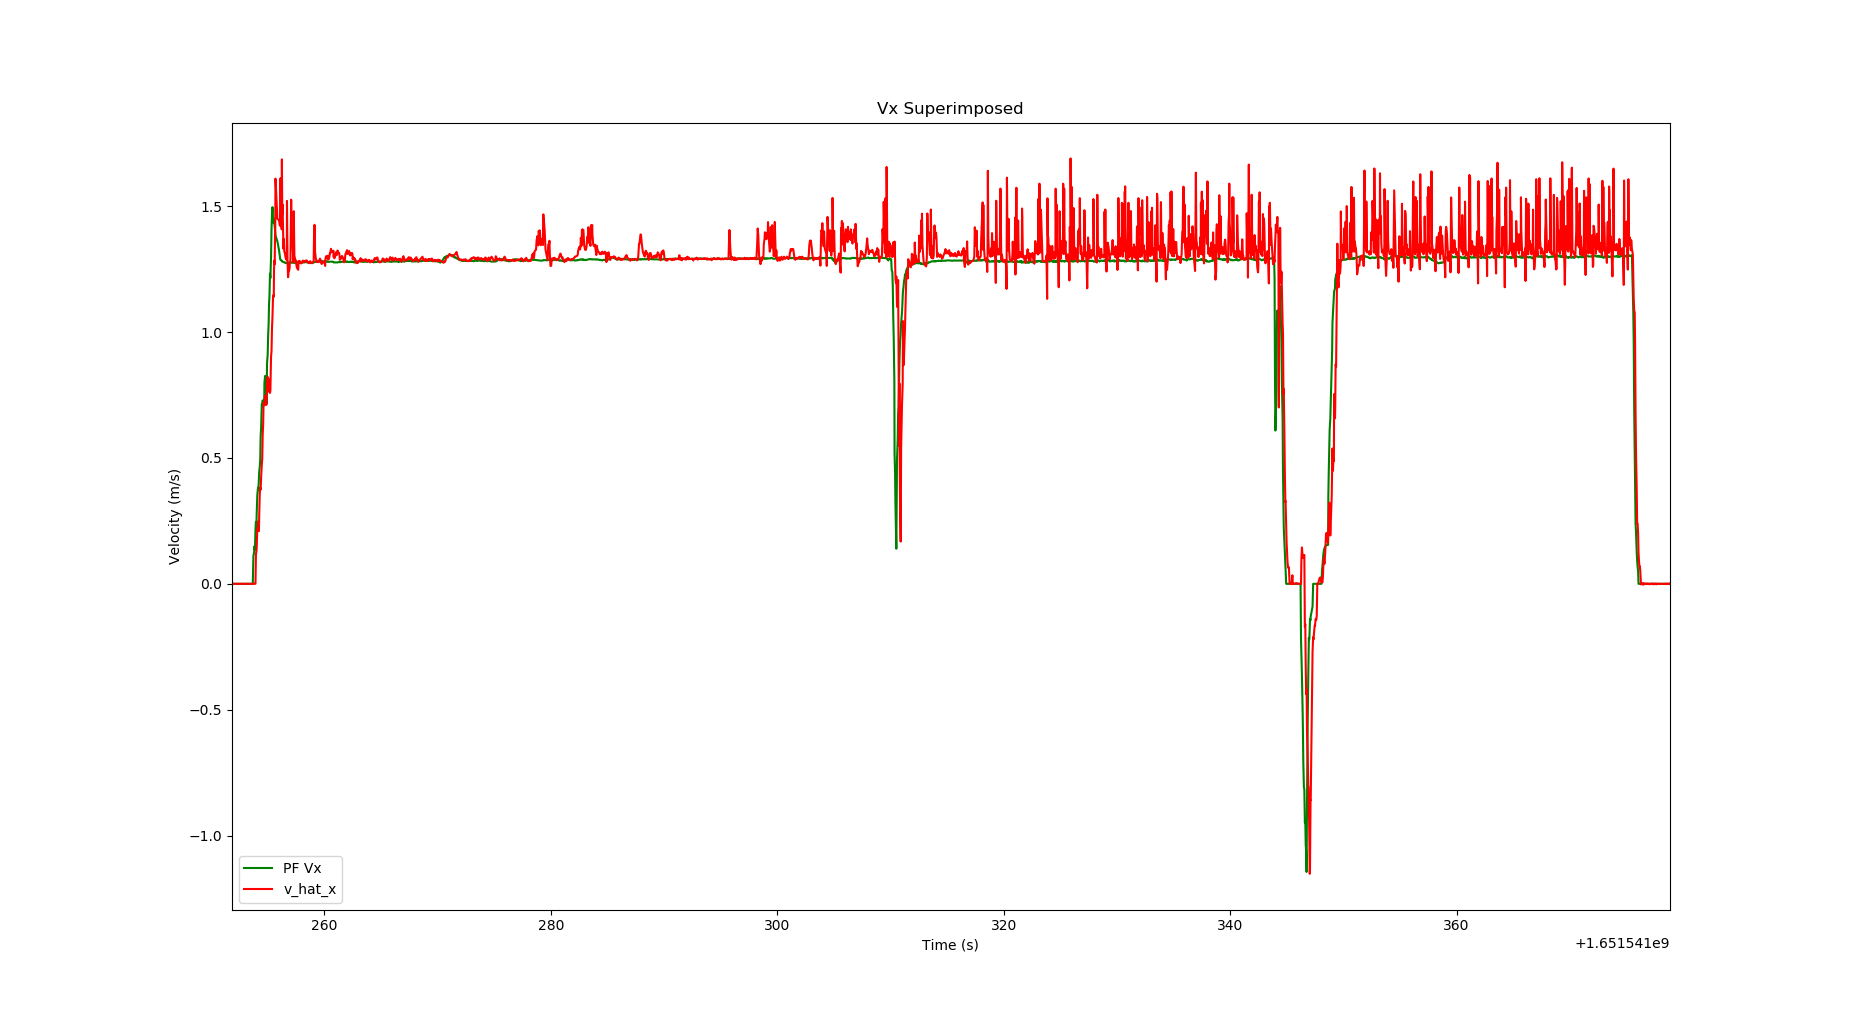 Vx Superimposed
1.5
1.0
0.5
0.0
−0.5
−1.0
Velocity (m/s)
PF Vx
v_hat_x
260 280 300 320 340 360
Time (s)
+1.651541e9